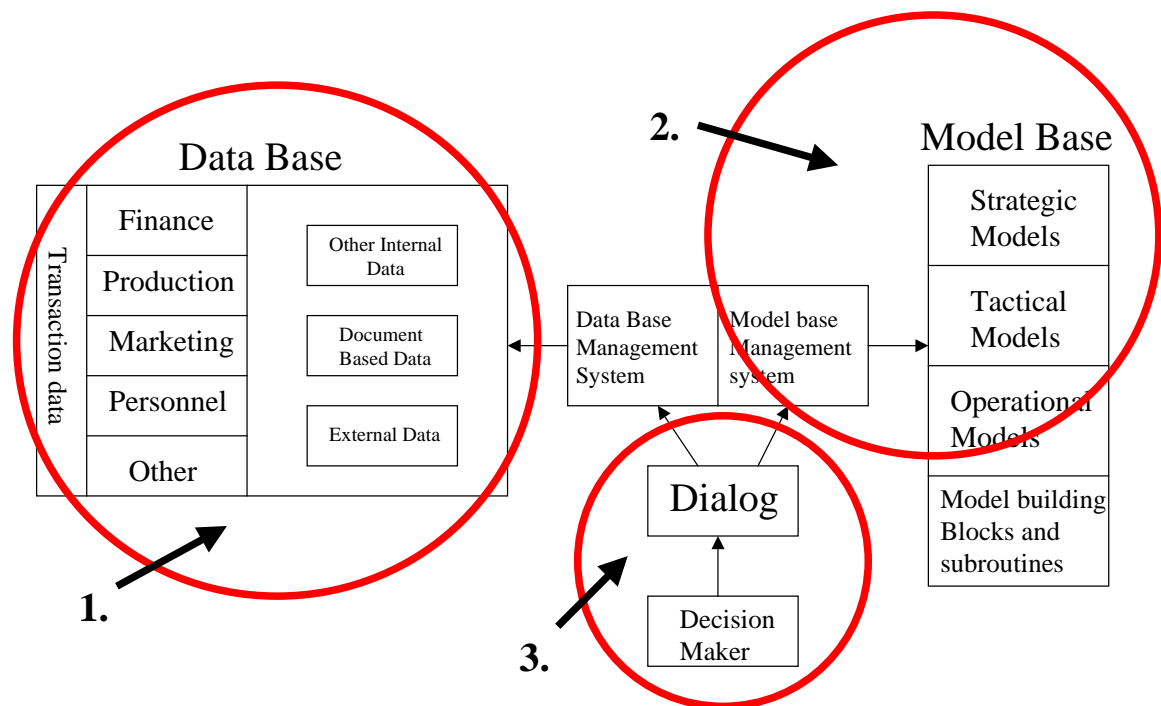 2.
Model Base
Data Base
Transaction data
Finance
Production
Marketing
Personnel
Other
Other Internal
Data
Document
Based Data
External Data
Data Base
Management
System
Model base
Management
system
Strategic
Models
Tactical
Models
Operational
Models
Model building
Blocks and
subroutines
Dialog
Decision
Maker
1.
3.